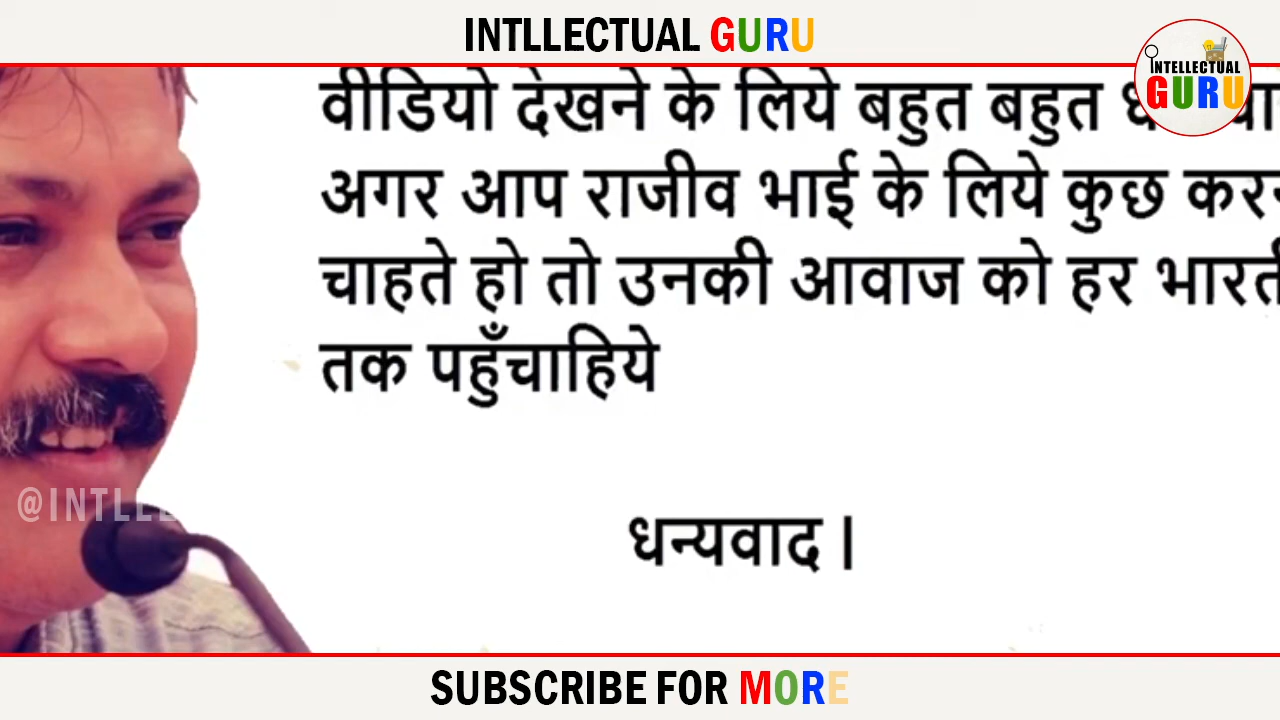 INTLLECTUAL GURU
INTELLECTUAL
GURU
वीडियो देखने के लिये बहुत बहुत
अगर आप राजीव भाई के लिये कुछ
चाहते हो तो उनकी आवाज को हर
तक पहुँचाहिये
@INTLLE
धन्यवाद |
SUBSCRIBE FOR MORE